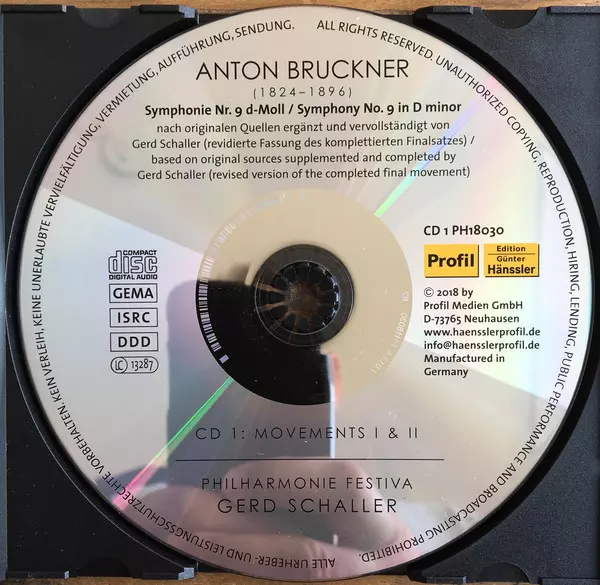 ALLE URHEBER- UND LEISTUNGSSCHUTZRECHTE VORBEHALTEN. KEIN VERLEIH, KEINE UNERLAUBTE VERVIELFÄLTIGUNG, VERMIETUNG, AUFFÜHRUNG, SENDUNG.
ALL RIGHTS RESERVED. UNAUTHORIZED COPYING, REPRODUCTION, HIRING, LENDING, PUBLIC PERFORMANCE AND BROADCASTING PROHIBITED.
ANTON BRUCKNER
(1824–1896)
Symphonie Nr. 9 d-Moll / Symphony No. 9 in D minor
nach originalen Quellen ergänzt und vervollständigt von
Gerd Schaller (revidierte Fassung des komplettierten Finalsatzes) /
based on original sources supplemented and completed by
Gerd Schaller (revised version of the completed final movement)
CD 1 PH18030
Profil
Edition
Günter
Hänssler
COMPACT
disc
DIGITAL AUDIO
GEMA
ISRC
DDD
LC 13287
© 2018 by
Profil Medien GmbH
D-73765 Neuhausen
www.haensslerprofil.de
info@haensslerprofil.de
Manufactured in
Germany
CD 1: MOVEMENTS I & II
PHILHARMONIE FESTIVA
GERD SCHALLER